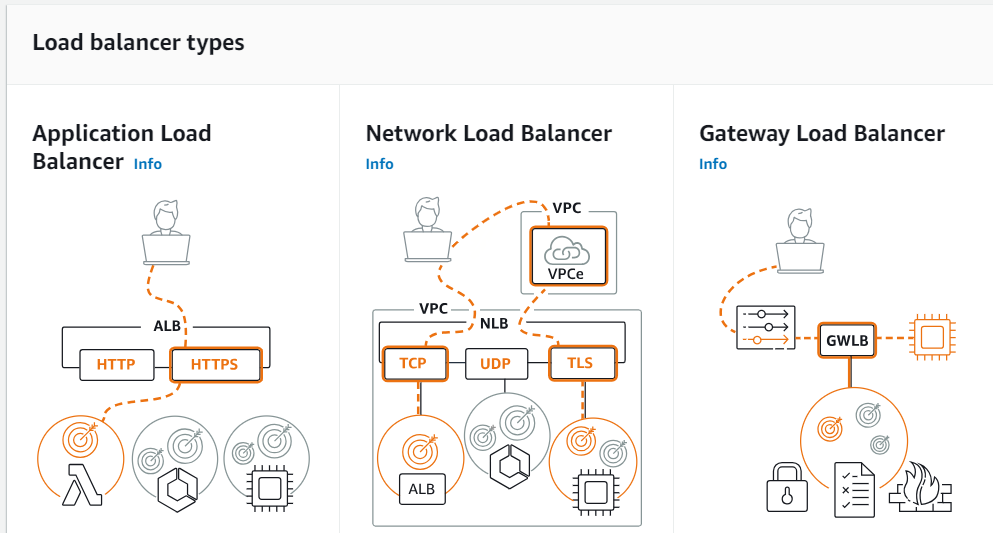 Load balancer types
Application Load
Balancer Info
ALB
HTTP
HTTPS
Network Load Balancer
Info
VPC
VPCe
VPC
NLB
TCP
UDP
TLS
ALB
Gateway Load Balancer
Info
GWLB